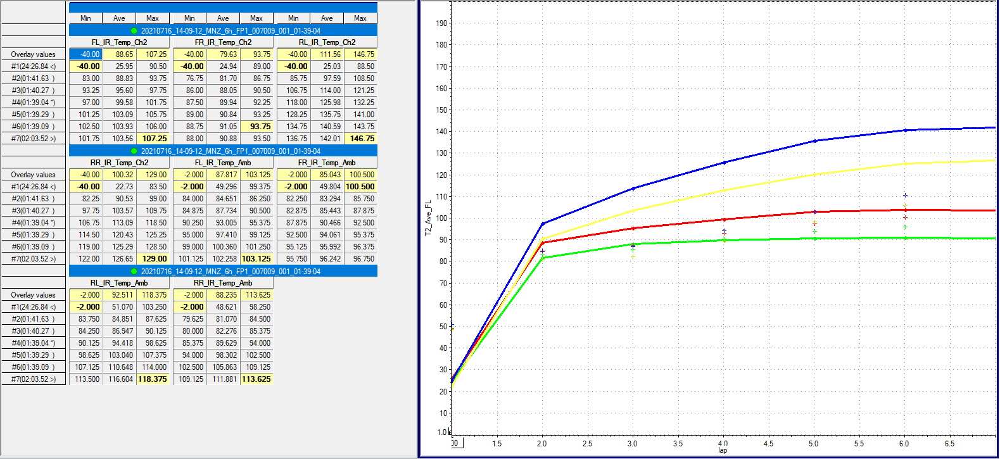 Min Ave Max Min Ave Max Min Ave Max
20210716_14-09-12_MNZ_6h_FP1_007009_001_01-39-04
FL_IR_Temp_Ch2 FR_IR_Temp_Ch2 RL_IR_Temp_Ch2
Overlay values -40.00 88.65 107.25 -40.00 79.63 93.75 -40.00 111.56 146.75
#1(24:26.84 <) -40.00 25.95 90.50 -40.00 24.94 89.00 -40.00 25.03 88.50
#2(01:41.63 ) 83.00 88.83 93.75 76.75 81.70 86.75 85.75 97.59 108.50
#3(01:40.27 ) 93.25 95.60 97.75 86.00 88.05 90.50 106.75 114.00 121.25
#4(01:39.04 *) 97.00 99.58 101.75 87.50 89.94 92.25 118.00 125.98 132.25
#5(01:39.29 ) 101.25 103.09 105.75 89.00 90.84 93.25 128.25 135.75 141.00
#6(01:39.09 ) 102.50 103.93 106.00 88.75 91.05 93.75 134.75 140.59 143.75
#7(02:03.52 >) 101.75 103.56 107.25 88.00 90.88 93.50 136.75 142.01 146.75
20210716_14-09-12_MNZ_6h_FP1_007009_001_01-39-04
RR_IR_Temp_Ch2 FL_IR_Temp_Amb FR_IR_Temp_Amb
Overlay values -40.00 100.32 129.00 -2.000 87.817 103.125 -2.000 85.043 100.500
#1(24:26.84 <) -40.00 22.73 83.50 -2.000 49.296 99.375 -2.000 49.804 100.500
#2(01:41.63 ) 82.25 90.53 99.00 84.000 84.651 86.250 82.250 83.294 85.750
#3(01:40.27 ) 97.75 103.57 109.75 84.875 87.734 90.500 82.875 85.443 87.875
#4(01:39.04 *) 106.75 113.09 118.50 90.250 93.005 95.375 87.875 90.466 92.500
#5(01:39.29 ) 114.50 120.43 125.25 95.000 97.410 99.125 92.500 94.061 95.375
#6(01:39.09 ) 119.00 125.29 128.50 99.000 100.360 101.250 95.125 95.992 96.375
#7(02:03.52 >) 122.00 126.65 129.00 101.125 102.258 103.125 95.750 96.242 96.750
20210716_14-09-12_MNZ_6h_FP1_007009_001_01-39-04
RL_IR_Temp_Amb RR_IR_Temp_Amb
Overlay values -2.000 92.511 118.375 -2.000 88.235 113.625
#1(24:26.84 <) -2.000 51.070 103.250 -2.000 48.621 98.250
#2(01:41.63 ) 83.750 84.851 87.625 79.625 81.070 84.500
#3(01:40.27 ) 84.250 86.947 90.125 80.000 82.276 85.375
#4(01:39.04 *) 90.125 94.418 98.625 85.375 89.629 94.000
#5(01:39.29 ) 98.625 103.040 107.375 94.000 98.302 102.500
#6(01:39.09 ) 107.125 110.648 114.000 102.500 105.863 109.125
#7(02:03.52 >) 113.500 116.604 118.375 109.125 111.881 113.625
190
180
170
160
150
140
130
120
110
100
90
80
70
60
50
40
30
20
10
1.0
T2_Ave_FL
00 1.5 2.0 2.5 3.0 3.5 4.0 4.5 5.0 5.5 6.0 6.5
lap